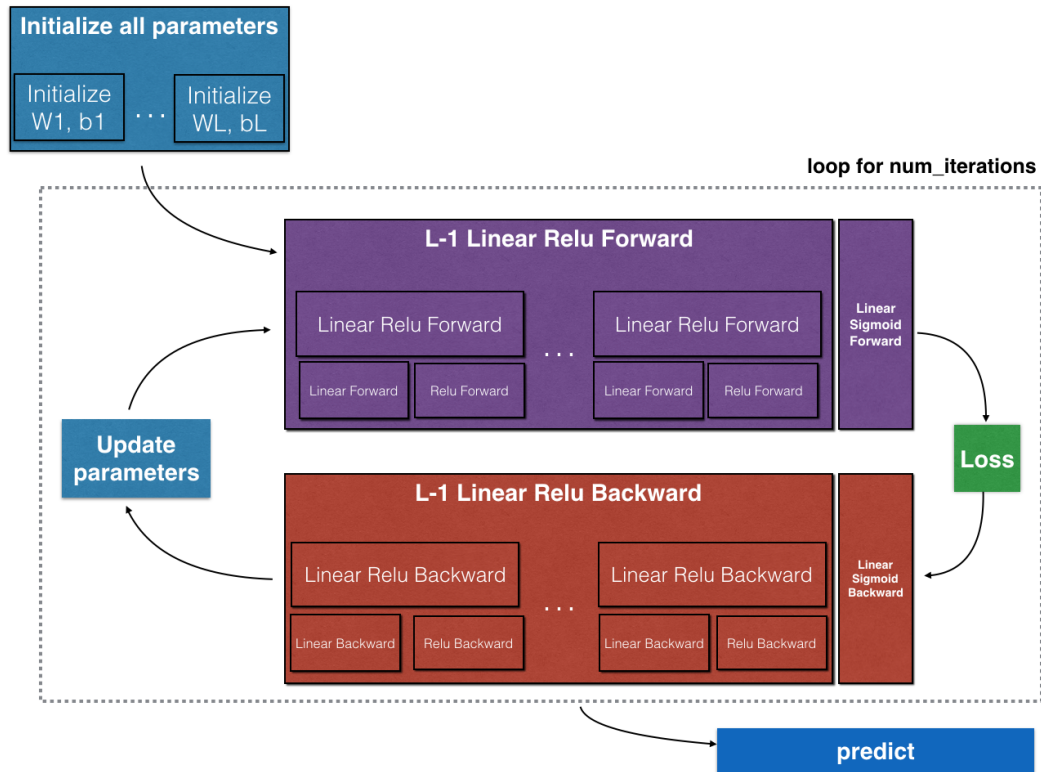 Initialize all parameters
Initialize
W1, b1
...
Initialize
WL, bL
loop for num_iterations
L-1 Linear Relu Forward
Linear Relu Forward
Linear Forward
Relu Forward
...
Linear Relu Forward
Linear Forward
Relu Forward
Linear
Sigmoid
Forward
Update
parameters
Loss
L-1 Linear Relu Backward
Linear Relu Backward
Linear Backward
Relu Backward
...
Linear Relu Backward
Linear Backward
Relu Backward
Linear
Sigmoid
Backward
predict